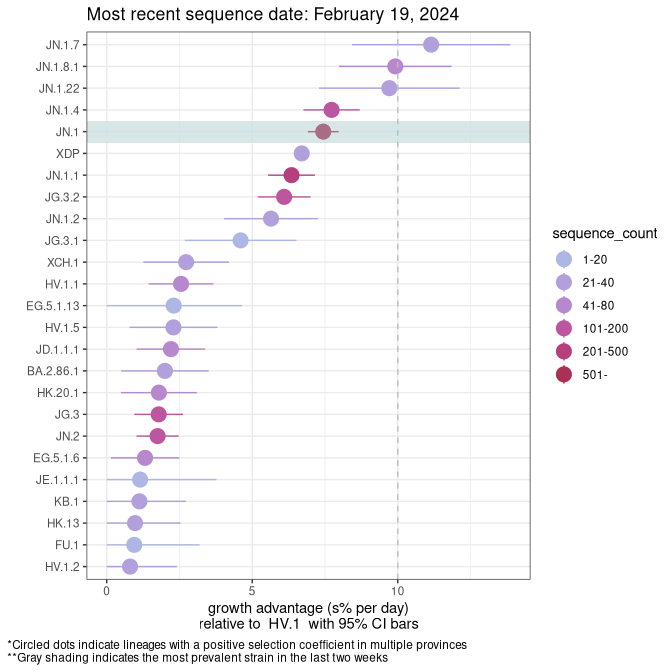 Most recent sequence date: February 19, 2024
JN.1.7
JN.1.8.1
JN.1.22
JN.1.4
JN.1
XDP
JN.1.1
JG.3.2
JN.1.2
JG.3.1
XCH.1
HV.1.1
EG.5.1.13
HV.1.5
JD.1.1.1
BA.2.86.1
HK.20.1
JG.3
JN.2
EG.5.1.6
JE.1.1.1
KB.1
HK.13
FU.1
HV.1.2
0 5 10
growth advantage (s% per day)
relative to HV.1 with 95% CI bars
sequence_count
1-20
21-40
41-80
101-200
201-500
501-
*Circled dots indicate lineages with a positive selection coefficient in multiple provinces
**Gray shading indicates the most prevalent strain in the last two weeks